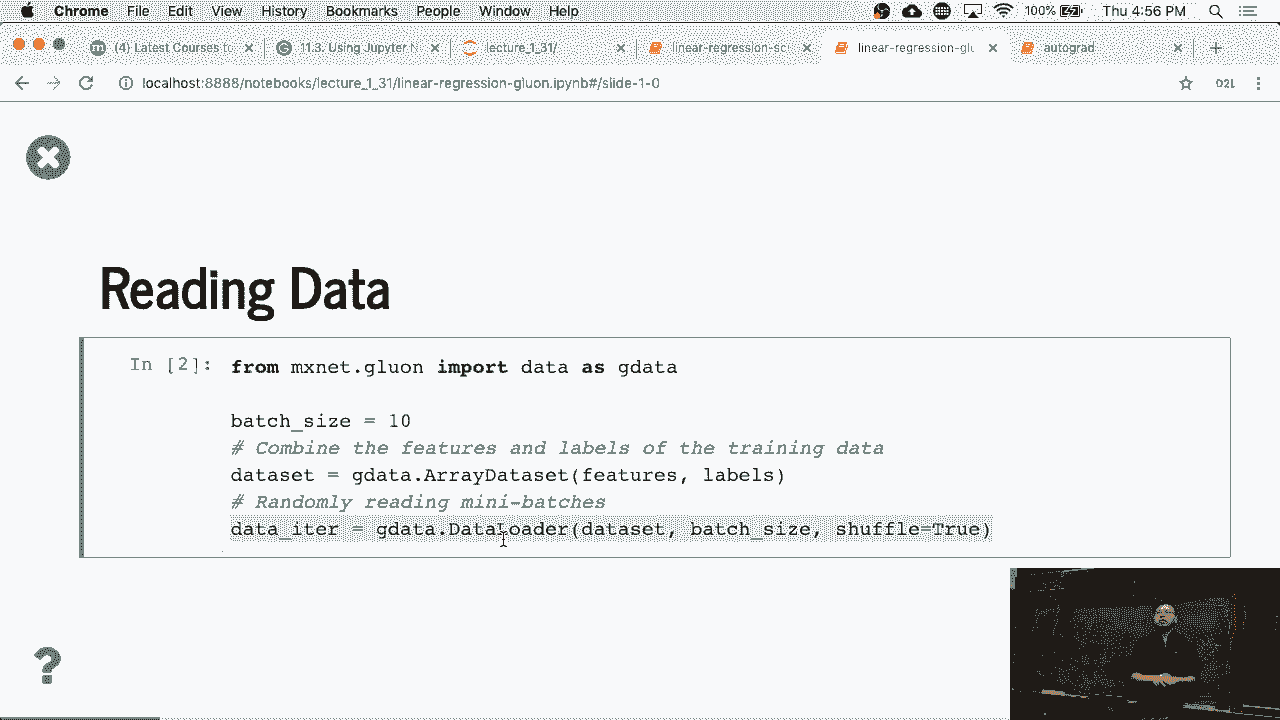 Chrome File Edit View History Bookmarks People Window Help 100% Thu 4:56 PM
(4) Latest Courses to 11.3. Using Jupyter N lecture_1_31/ linear-regression-sc linear-regression-glu autograd
localhost:8888/notebooks/lecture_1_31/linear-regression-gluon.ipynb#/slide-1-0
Reading Data
In [2]: from mxnet.gluon import data as gdata
batch_size = 10
# Combine the features and labels of the training data
dataset = gdata.ArrayDataset(features, labels)
# Randomly reading mini-batches
data_iter = gdata.DataLoader(dataset, batch_size, shuffle=True)
?